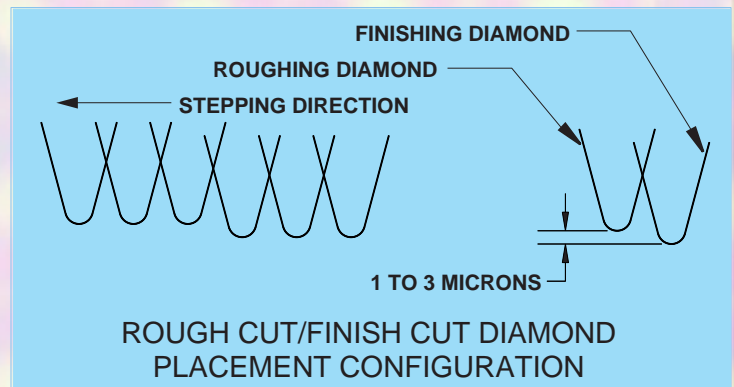 FINISHING DIAMOND
ROUGHING DIAMOND
STEPPING DIRECTION
1 TO 3 MICRONS
ROUGH CUT/FINISH CUT DIAMOND
PLACEMENT CONFIGURATION